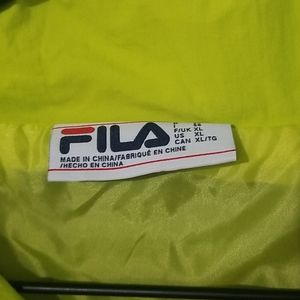 FILA
F/UK XL
US XL
CAN XL/TG
MADE IN CHINA/FABRIQUÉ EN CHINE
/HECHO EN CHINA